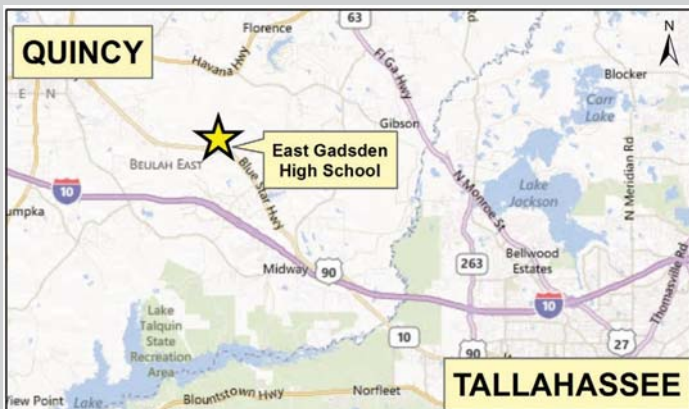 63
Florence
Rd
N
QUINCY
Havana Hwy
Fl Ga Hwy
Blocker
E N
Carr
Lake
Gibson
East Gadsden
High School
BEULAH EAST
Blue Star Hwy
N Monroe St
Lake
Jackson
N Meridian Rd
10
umpka
Bellwood
Estates
263
Midway
90
10
Thomasville Rd
Lake
Talquin
State
Recreation
Area
10
27
90
View Point
Lake
Blountstown Hwy
Norfleet
TALLAHASSEE